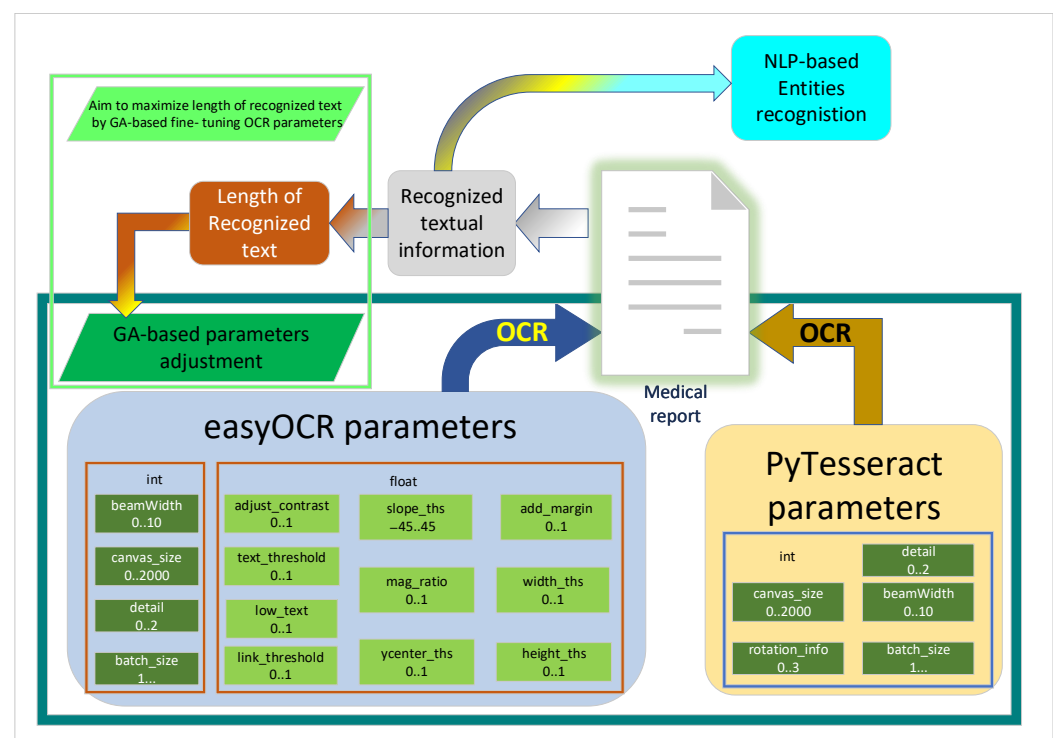 NLP-based
Entities
recognistion
Aim to maximize length of recognized text
by GA-based fine- tuning OCR parameters
Length of
Recognized
text
Recognized
textual
information
GA-based parameters
adjustment
OCR
OCR
Medical
report
easyOCR parameters
int
beamWidth
0..10
canvas_size
0..2000
detail
0..2
batch_size
1...
float
adjust_contrast
0..1
text_threshold
0..1
low_text
0..1
link_threshold
0..1
slope_ths
−45..45
mag_ratio
0..1
ycenter_ths
0..1
add_margin
0..1
width_ths
0..1
height_ths
0..1
PyTesseract
parameters
int
canvas_size
0..2000
rotation_info
0..3
detail
0..2
beamWidth
0..10
batch_size
1...